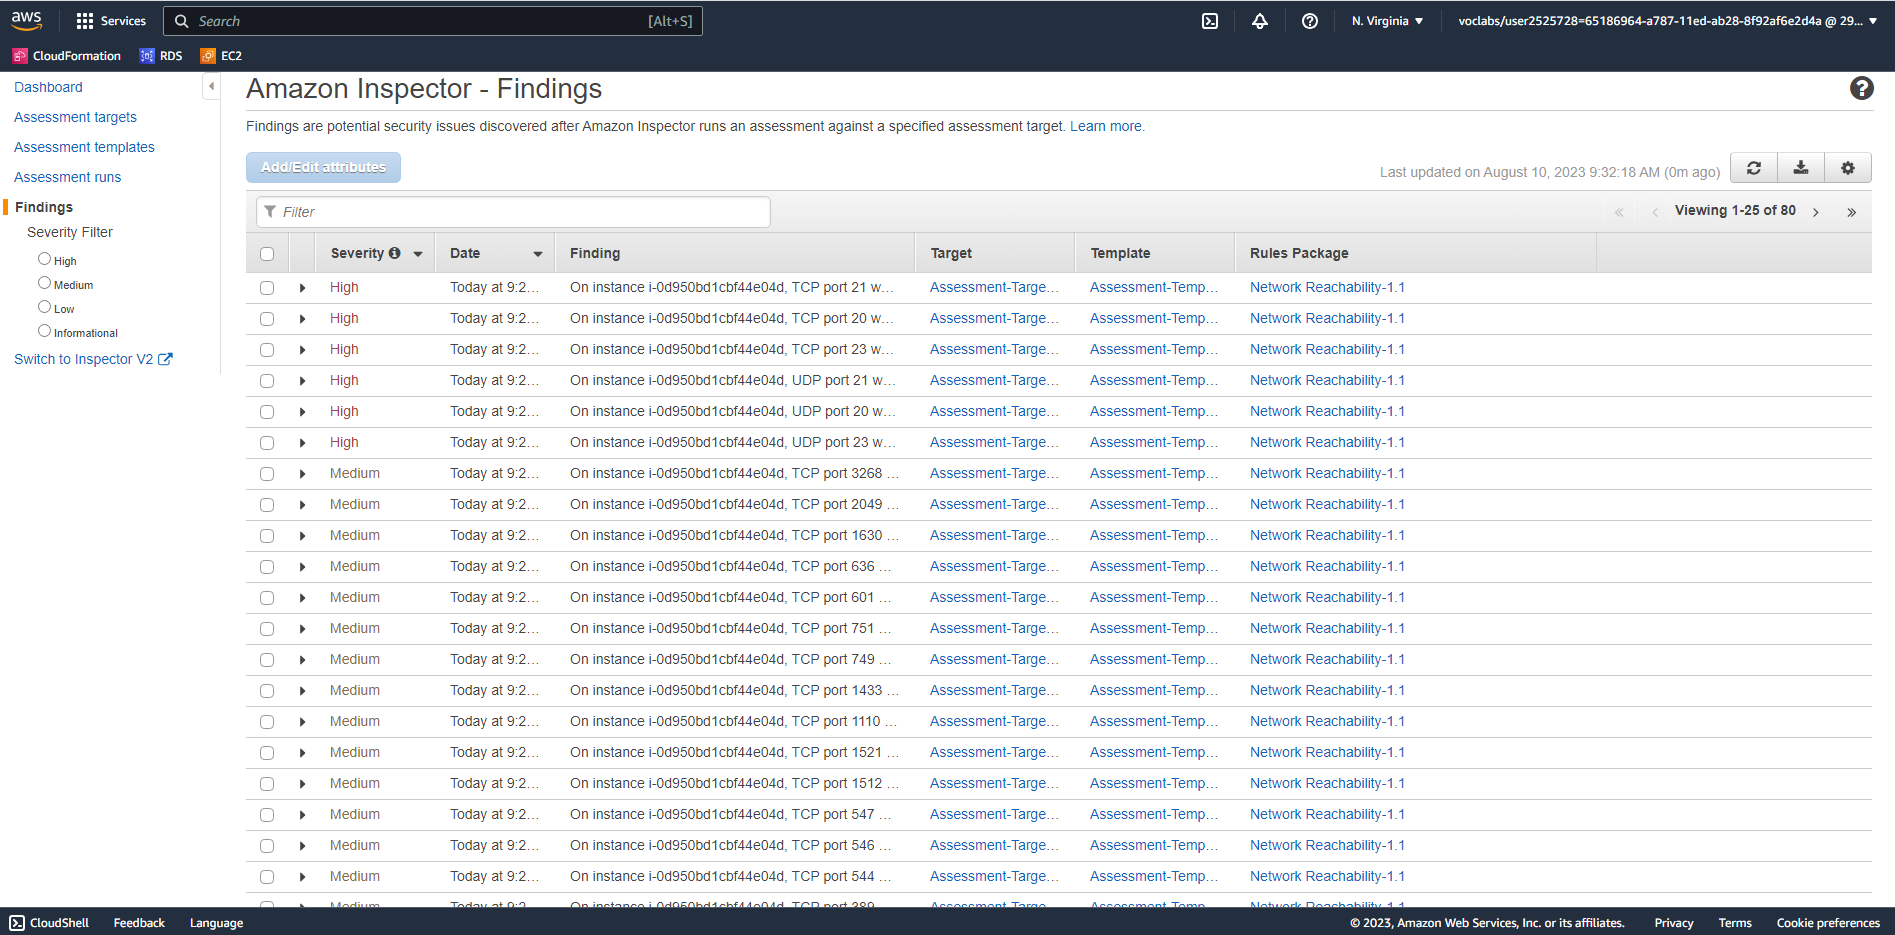 aws Services Search [Alt+S] N. Virginia voclabs/user2525728=65186964-a787-11ed-ab28-8f92af6e2d4a @ 29...
CloudFormation RDS EC2
Dashboard
Assessment targets
Assessment templates
Assessment runs
Findings
Severity Filter
High
Medium
Low
Informational
Switch to Inspector V2
Amazon Inspector - Findings
Findings are potential security issues discovered after Amazon Inspector runs an assessment against a specified assessment target. Learn more.
Add/Edit attributes
Last updated on August 10, 2023 9:32:18 AM (0m ago)
Filter
« ‹ Viewing 1-25 of 80 › »
Severity Date Finding Target Template Rules Package
High Today at 9:2... On instance i-0d950bd1cbf44e04d, TCP port 21 w... Assessment-Targe... Assessment-Temp... Network Reachability-1.1
High Today at 9:2... On instance i-0d950bd1cbf44e04d, TCP port 20 w... Assessment-Targe... Assessment-Temp... Network Reachability-1.1
High Today at 9:2... On instance i-0d950bd1cbf44e04d, TCP port 23 w... Assessment-Targe... Assessment-Temp... Network Reachability-1.1
High Today at 9:2... On instance i-0d950bd1cbf44e04d, UDP port 21 w... Assessment-Targe... Assessment-Temp... Network Reachability-1.1
High Today at 9:2... On instance i-0d950bd1cbf44e04d, UDP port 20 w... Assessment-Targe... Assessment-Temp... Network Reachability-1.1
High Today at 9:2... On instance i-0d950bd1cbf44e04d, UDP port 23 w... Assessment-Targe... Assessment-Temp... Network Reachability-1.1
Medium Today at 9:2... On instance i-0d950bd1cbf44e04d, TCP port 3268 ... Assessment-Targe... Assessment-Temp... Network Reachability-1.1
Medium Today at 9:2... On instance i-0d950bd1cbf44e04d, TCP port 2049 ... Assessment-Targe... Assessment-Temp... Network Reachability-1.1
Medium Today at 9:2... On instance i-0d950bd1cbf44e04d, TCP port 1630 ... Assessment-Targe... Assessment-Temp... Network Reachability-1.1
Medium Today at 9:2... On instance i-0d950bd1cbf44e04d, TCP port 636 ... Assessment-Targe... Assessment-Temp... Network Reachability-1.1
Medium Today at 9:2... On instance i-0d950bd1cbf44e04d, TCP port 601 ... Assessment-Targe... Assessment-Temp... Network Reachability-1.1
Medium Today at 9:2... On instance i-0d950bd1cbf44e04d, TCP port 751 ... Assessment-Targe... Assessment-Temp... Network Reachability-1.1
Medium Today at 9:2... On instance i-0d950bd1cbf44e04d, TCP port 749 ... Assessment-Targe... Assessment-Temp... Network Reachability-1.1
Medium Today at 9:2... On instance i-0d950bd1cbf44e04d, TCP port 1433 ... Assessment-Targe... Assessment-Temp... Network Reachability-1.1
Medium Today at 9:2... On instance i-0d950bd1cbf44e04d, TCP port 1110 ... Assessment-Targe... Assessment-Temp... Network Reachability-1.1
Medium Today at 9:2... On instance i-0d950bd1cbf44e04d, TCP port 1521 ... Assessment-Targe... Assessment-Temp... Network Reachability-1.1
Medium Today at 9:2... On instance i-0d950bd1cbf44e04d, TCP port 1512 ... Assessment-Targe... Assessment-Temp... Network Reachability-1.1
Medium Today at 9:2... On instance i-0d950bd1cbf44e04d, TCP port 547 ... Assessment-Targe... Assessment-Temp... Network Reachability-1.1
Medium Today at 9:2... On instance i-0d950bd1cbf44e04d, TCP port 546 ... Assessment-Targe... Assessment-Temp... Network Reachability-1.1
Medium Today at 9:2... On instance i-0d950bd1cbf44e04d, TCP port 544 ... Assessment-Targe... Assessment-Temp... Network Reachability-1.1
Medium Today at 9:2... On instance i-0d950bd1cbf44e04d, TCP port 389 ... Assessment-Targe... Assessment-Temp... Network Reachability-1.1
CloudShell Feedback Language © 2023, Amazon Web Services, Inc. or its affiliates. Privacy Terms Cookie preferences